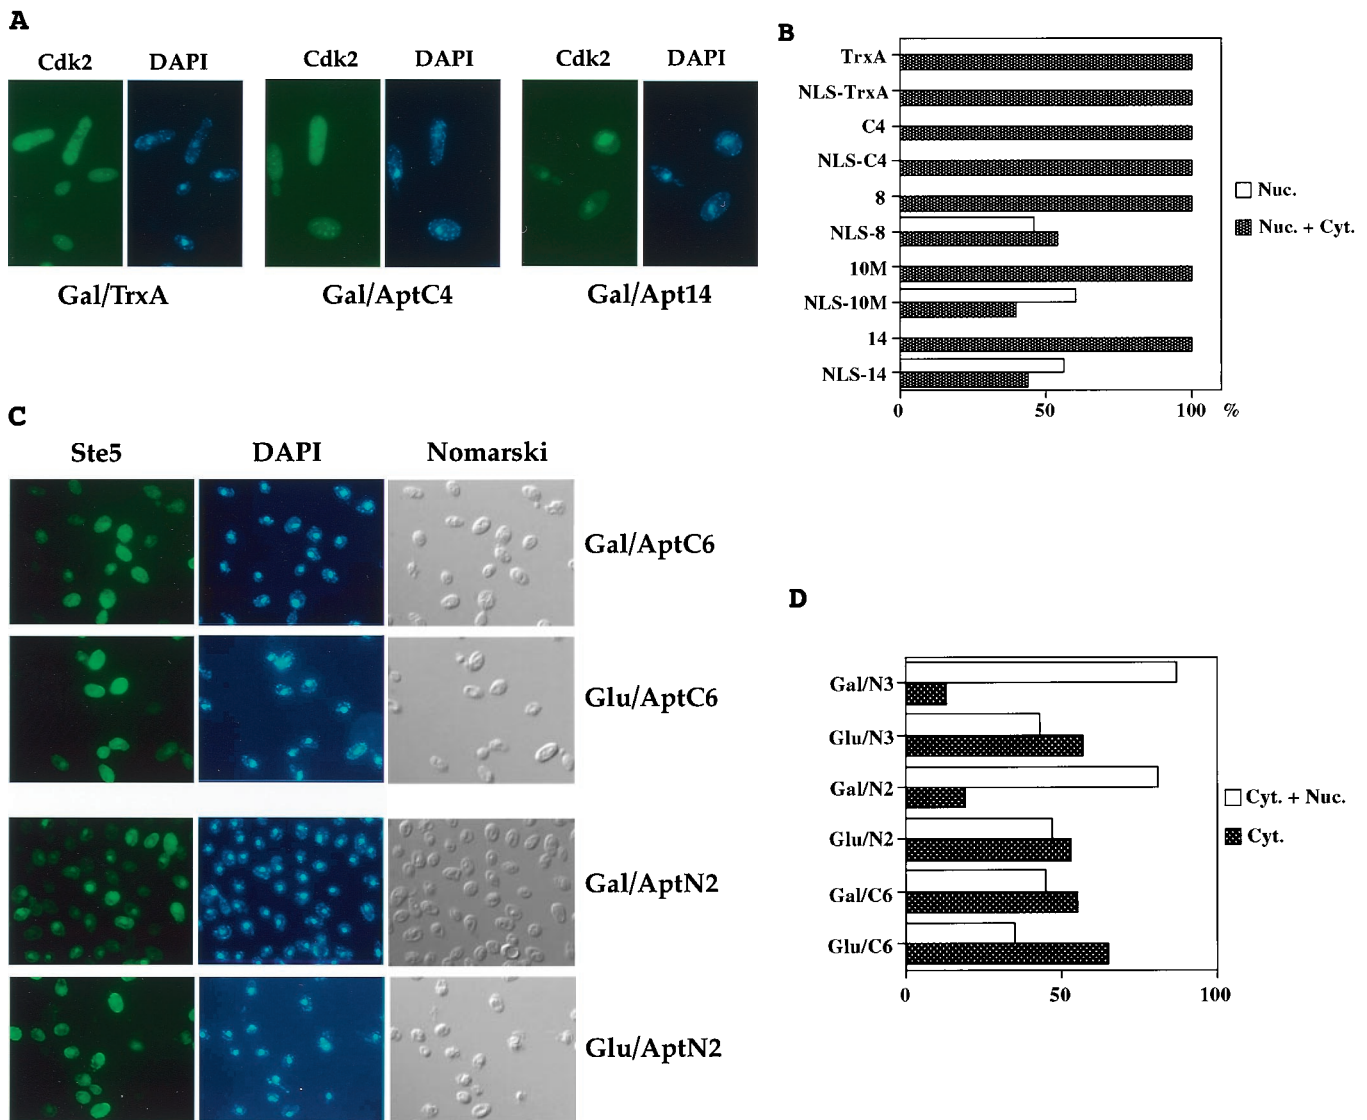 A
Cdk2 DAPI Cdk2 DAPI Cdk2 DAPI
Gal/TrxA Gal/AptC4 Gal/Apt14
B
TrxA
NLS-TrxA
C4
NLS-C4
8
NLS-8
10M
NLS-10M
14
NLS-14
0 50 100 %
Nuc.
Nuc. + Cyt.
C
Ste5 DAPI Nomarski
Gal/AptC6
Glu/AptC6
Gal/AptN2
Glu/AptN2
D
Gal/N3
Glu/N3
Gal/N2
Glu/N2
Gal/C6
Glu/C6
0 50 100
Cyt. + Nuc.
Cyt.